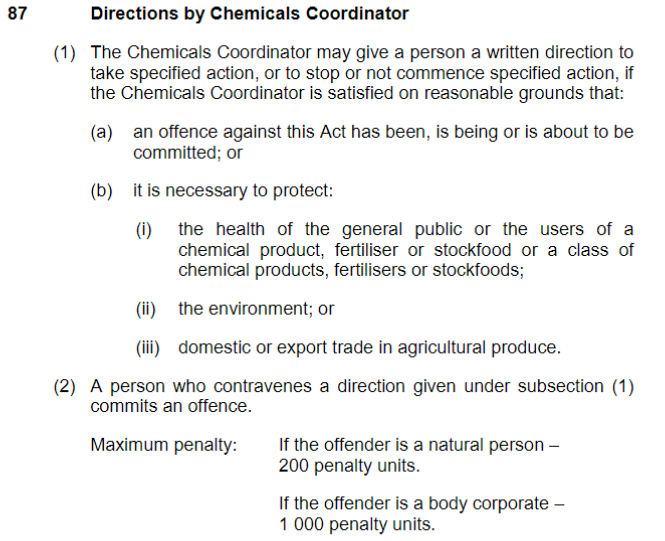 87 Directions by Chemicals Coordinator
(1) The Chemicals Coordinator may give a person a written direction to
take specified action, or to stop or not commence specified action, if
the Chemicals Coordinator is satisfied on reasonable grounds that:
(a) an offence against this Act has been, is being or is about to be
committed; or
(b) it is necessary to protect:
(i) the health of the general public or the users of a
chemical product, fertiliser or stockfood or a class of
chemical products, fertilisers or stockfoods;
(ii) the environment; or
(iii) domestic or export trade in agricultural produce.
(2) A person who contravenes a direction given under subsection (1)
commits an offence.
Maximum penalty: If the offender is a natural person –
200 penalty units.
If the offender is a body corporate –
1 000 penalty units.